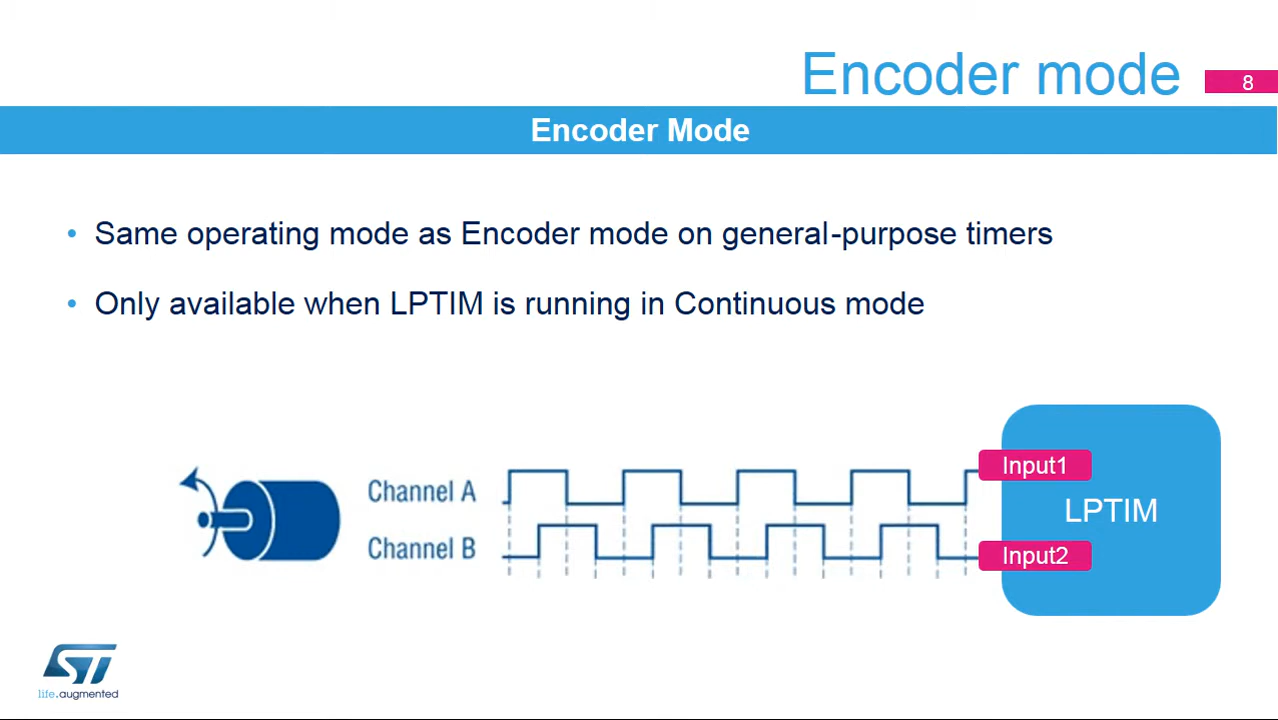 Encoder mode
8
Encoder Mode
• Same operating mode as Encoder mode on general-purpose timers
• Only available when LPTIM is running in Continuous mode
Channel A
Input1
LPTIM
Channel B
Input2
ST
life.augmented